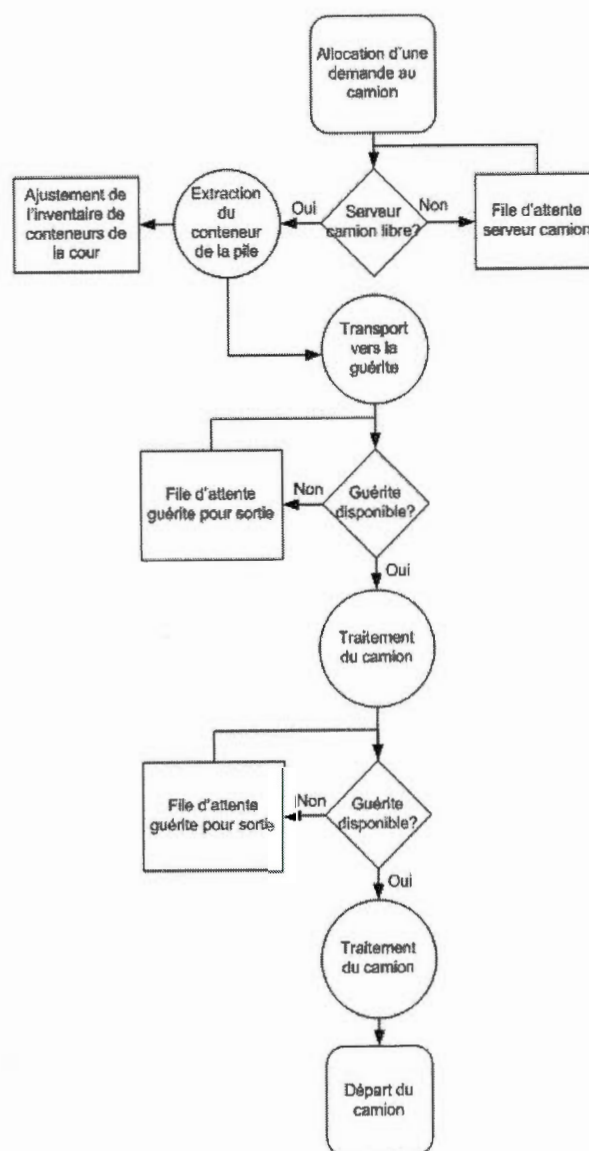 Allocation d'une
demande au
camion
Ajustement de
l'inventaire de
conteneurs de
la cour
Extraction
du
conteneur
de la pile
Oui
Serveur
camion libre?
Non
File d'attente
serveur camion
Transport
vers la
guérite
File d'attente
guérite pour sortie
Non
Guérite
disponible?
Oui
Traitement
du camion
File d'attente
guérite pour sortie
Non
Guérite
disponible?
Oui
Traitement
du camion
Départ du
camion